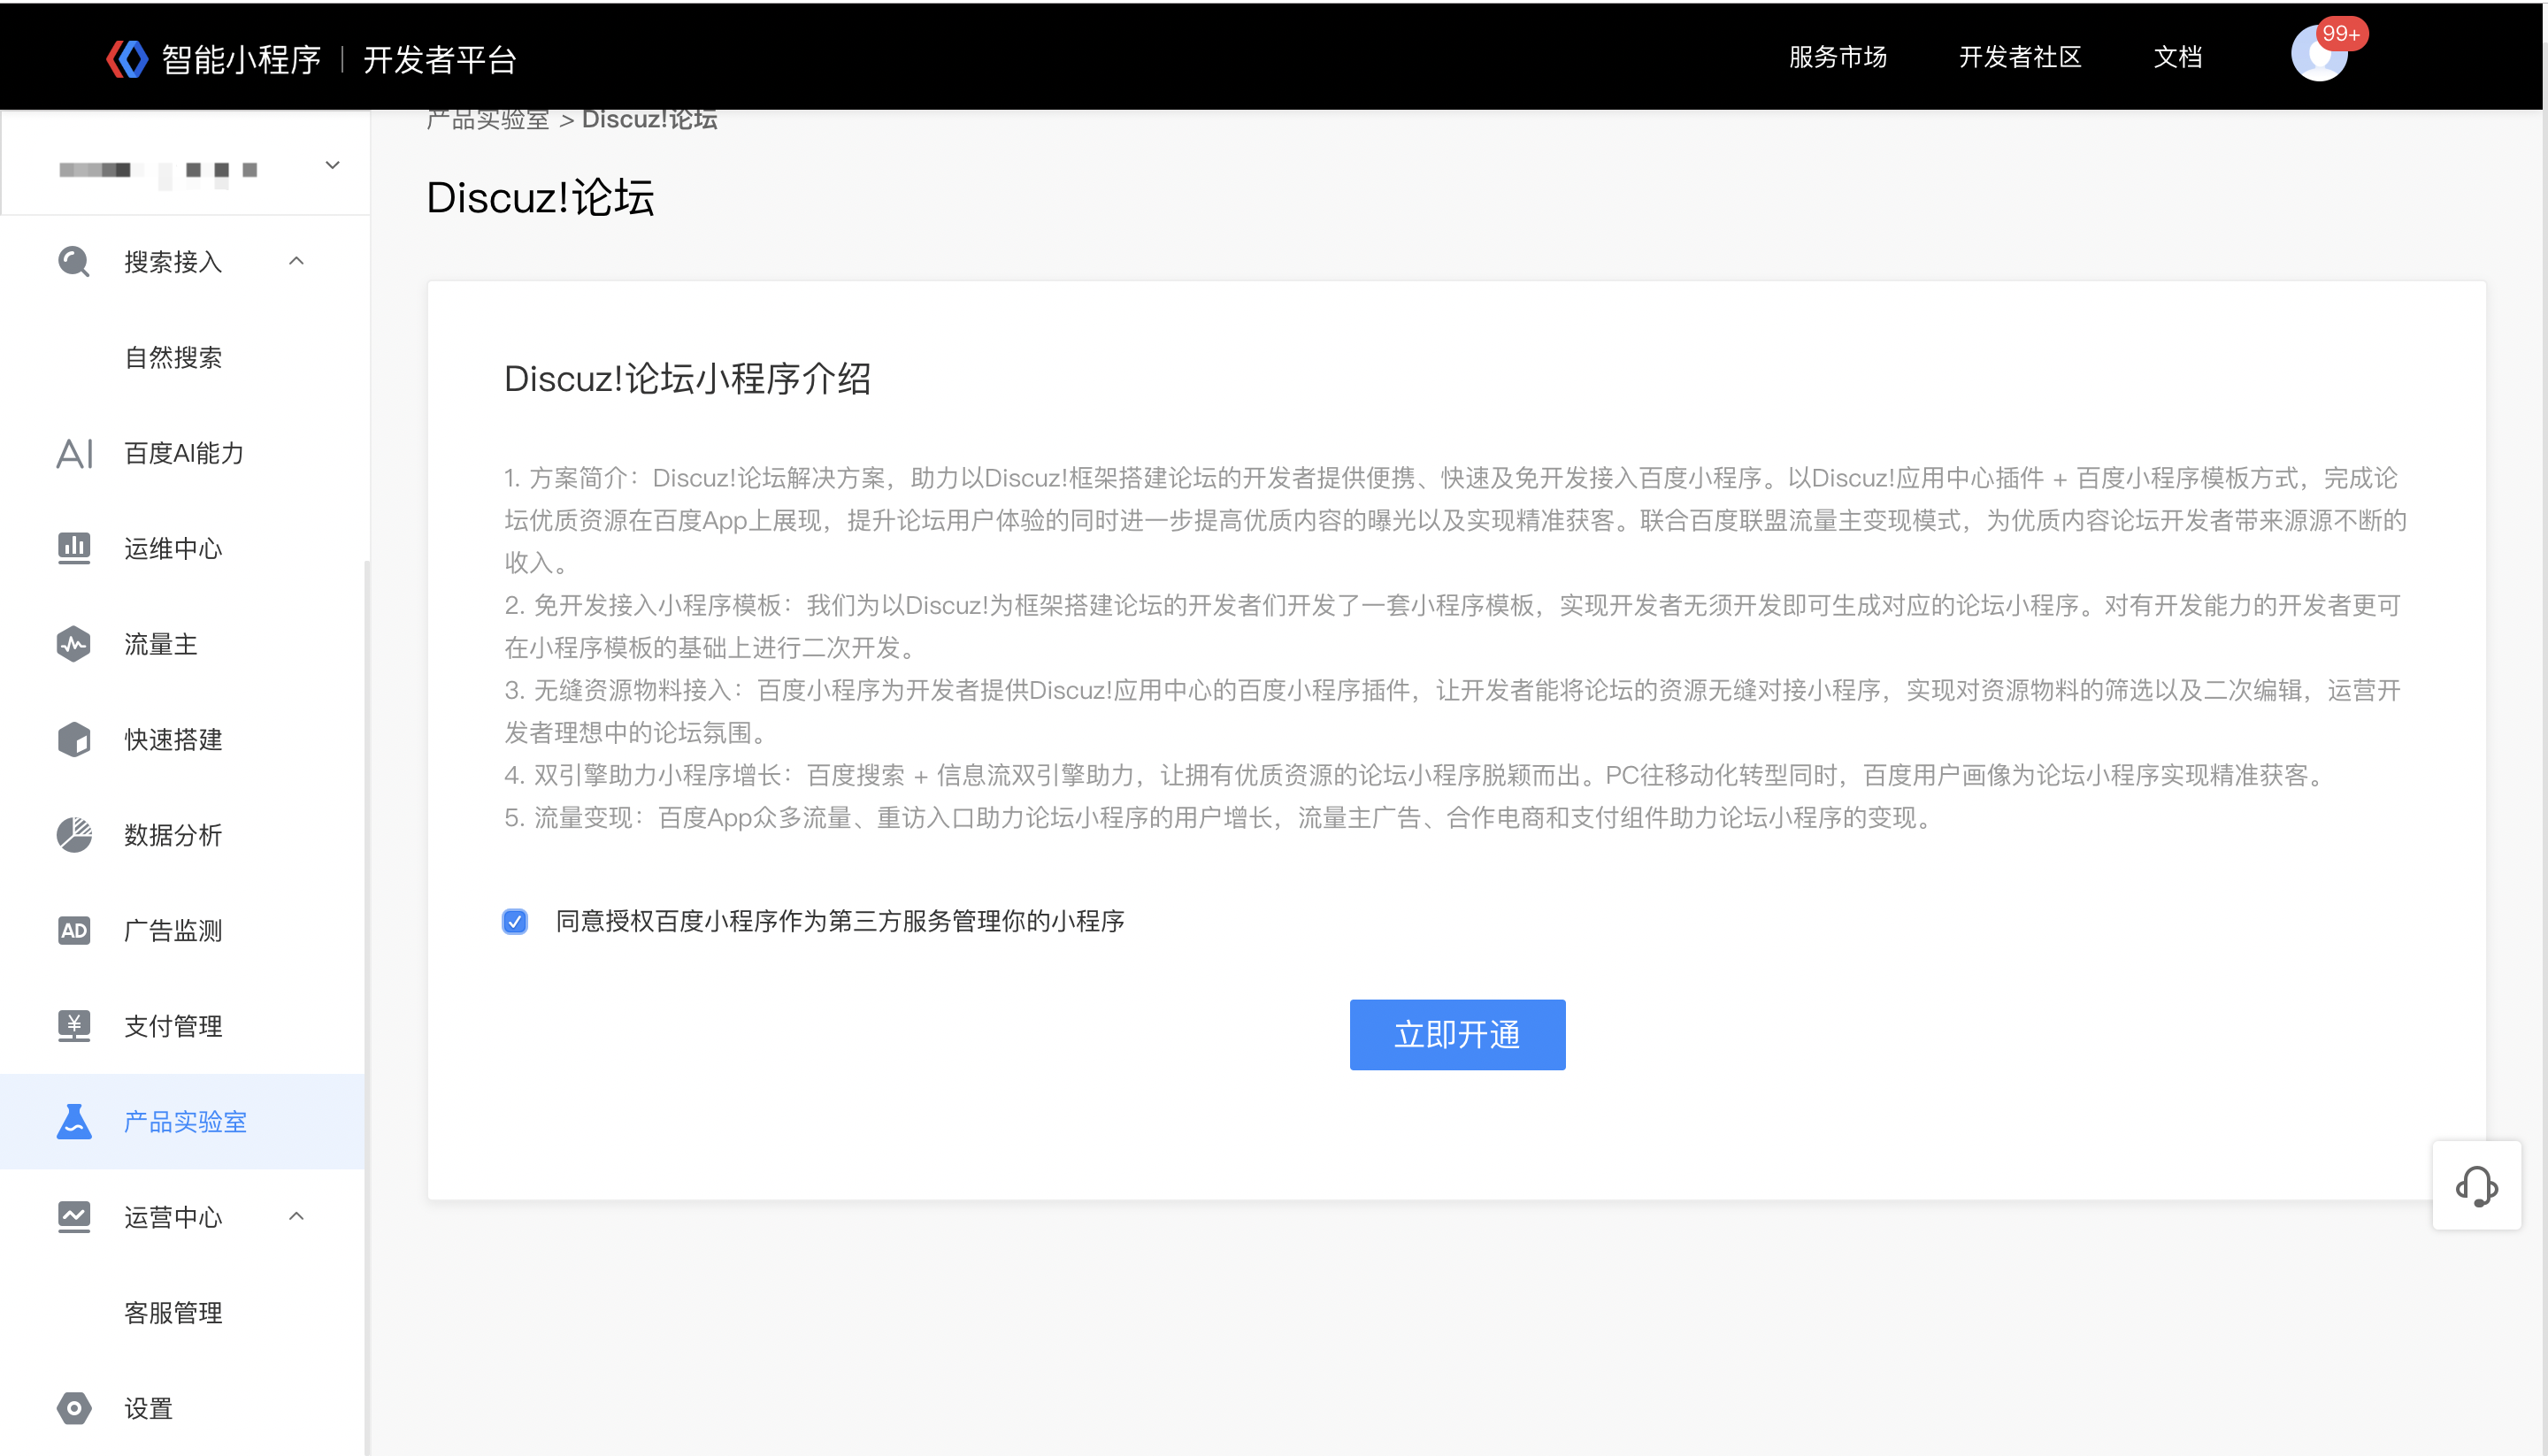 智能小程序 | 开发者平台
服务市场
开发者社区
文档
99+
产品实验室 > Discuz!论坛
Discuz!论坛
搜索接入
自然搜索
AI 百度AI能力
运维中心
流量主
快速搭建
数据分析
AD 广告监测
¥ 支付管理
产品实验室
运营中心
客服管理
设置
Discuz!论坛小程序介绍
1. 方案简介：Discuz!论坛解决方案，助力以Discuz!框架搭建论坛的开发者提供便携、快速及免开发接入百度小程序。以Discuz!应用中心插件 + 百度小程序模板方式，完成论
坛优质资源在百度App上展现，提升论坛用户体验的同时进一步提高优质内容的曝光以及实现精准获客。联合百度联盟流量主变现模式，为优质内容论坛开发者带来源源不断的
收入。
2. 免开发接入小程序模板：我们为以Discuz!为框架搭建论坛的开发者们开发了一套小程序模板，实现开发者无须开发即可生成对应的论坛小程序。对有开发能力的开发者更可
在小程序模板的基础上进行二次开发。
3. 无缝资源物料接入：百度小程序为开发者提供Discuz!应用中心的百度小程序插件，让开发者能将论坛的资源无缝对接小程序，实现对资源物料的筛选以及二次编辑，运营开
发者理想中的论坛氛围。
4. 双引擎助力小程序增长：百度搜索 + 信息流双引擎助力，让拥有优质资源的论坛小程序脱颖而出。PC往移动化转型同时，百度用户画像为论坛小程序实现精准获客。
5. 流量变现：百度App众多流量、重访入口助力论坛小程序的用户增长，流量主广告、合作电商和支付组件助力论坛小程序的变现。
同意授权百度小程序作为第三方服务管理你的小程序
立即开通